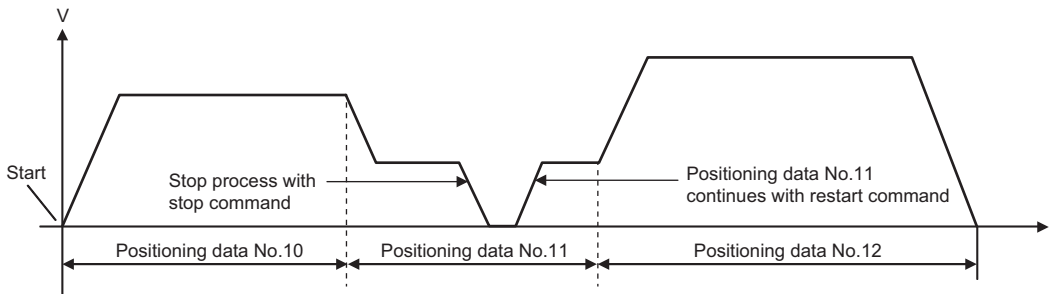 V
Start
Stop process with
stop command
Positioning data No.11
continues with restart command
Positioning data No.10
Positioning data No.11
Positioning data No.12